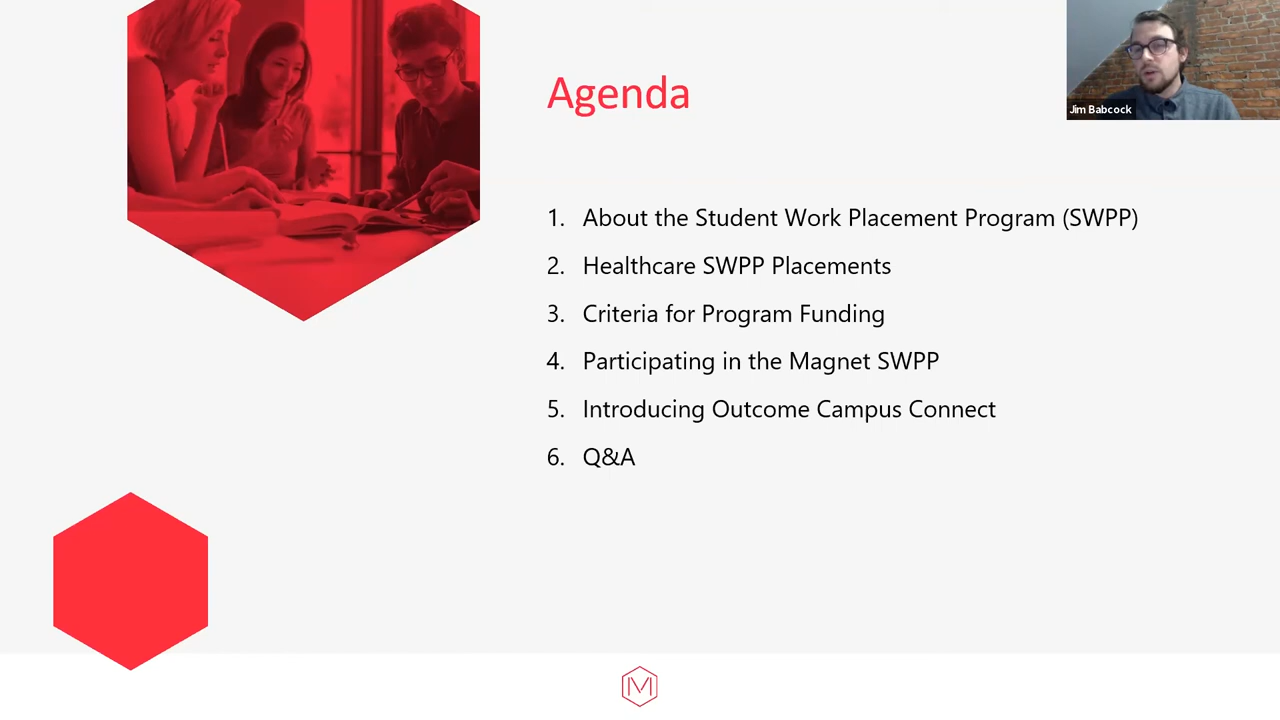 Agenda
Jim Babcock
1. About the Student Work Placement Program (SWPP)
2. Healthcare SWPP Placements
3. Criteria for Program Funding
4. Participating in the Magnet SWPP
5. Introducing Outcome Campus Connect
6. Q&A
M